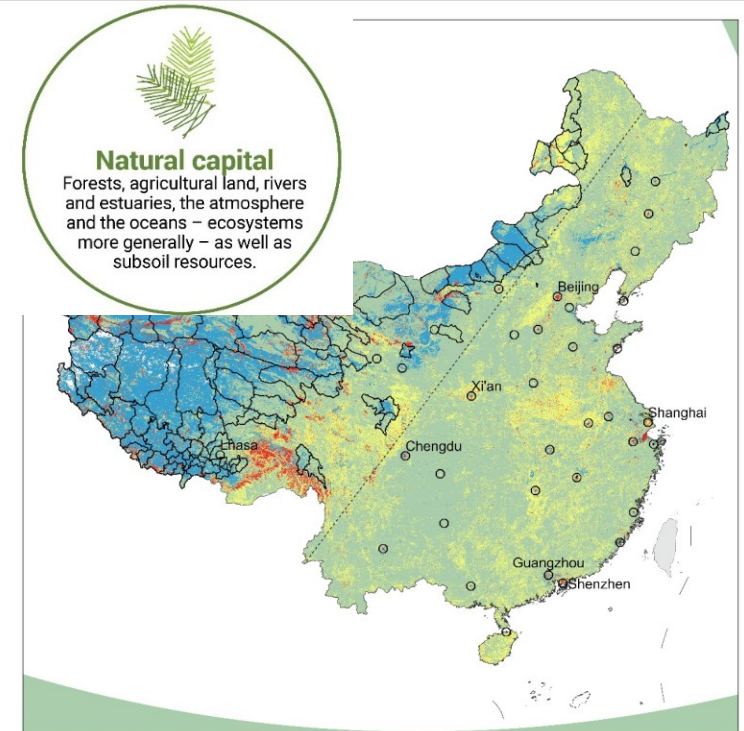 Natural capital
Forests, agricultural land, rivers
and estuaries, the atmosphere
and the oceans – ecosystems
more generally – as well as
subsoil resources.
Beijing
Xi'an
Shanghai
Lhasa
Chengdu
Guangzhou
Shenzhen